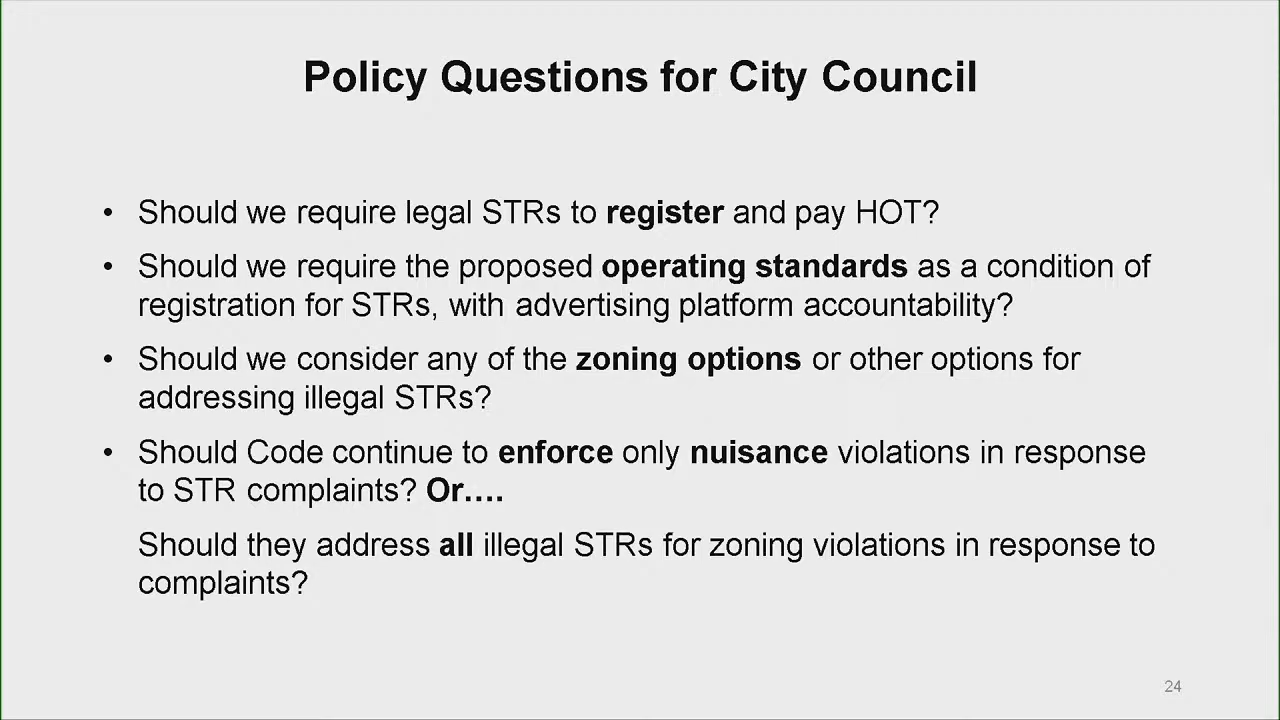 Policy Questions for City Council
• Should we require legal STRs to register and pay HOT?
• Should we require the proposed operating standards as a condition of
registration for STRs, with advertising platform accountability?
• Should we consider any of the zoning options or other options for
addressing illegal STRs?
• Should Code continue to enforce only nuisance violations in response
to STR complaints? Or….
Should they address all illegal STRs for zoning violations in response to
complaints?
24